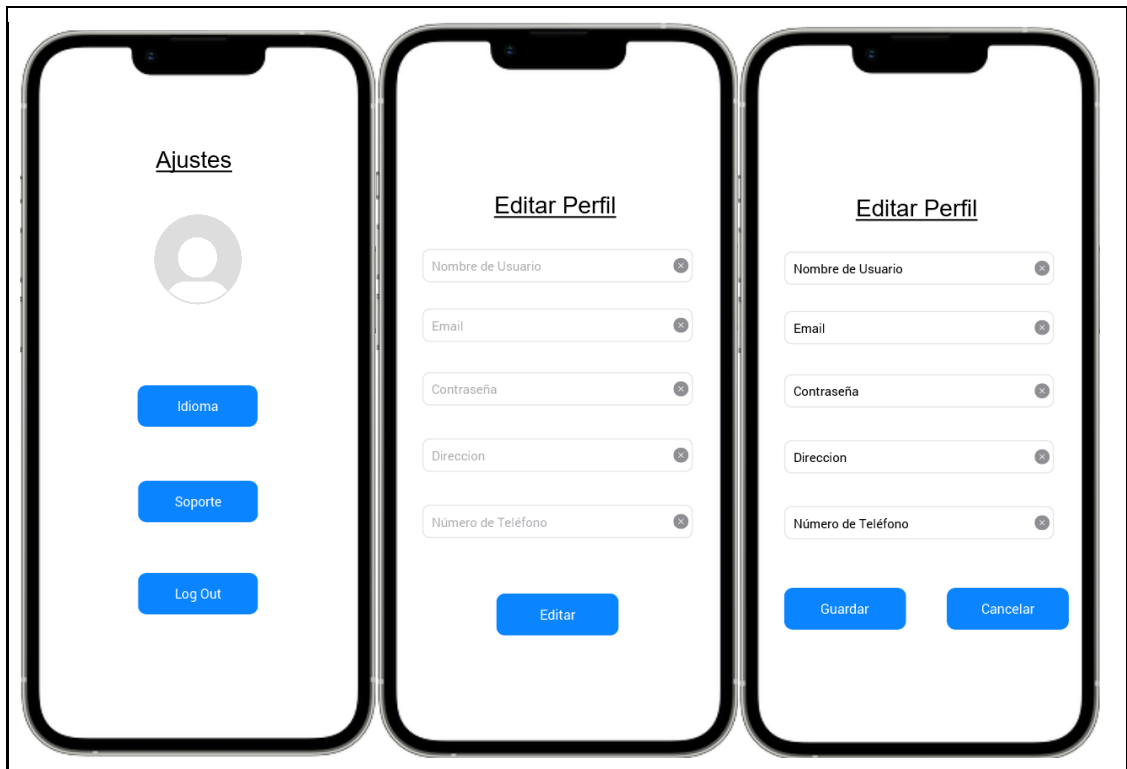 Ajustes
Idioma
Soporte
Log Out
Editar Perfil
Nombre de Usuario
Email
Contraseña
Direccion
Número de Teléfono
Editar
Editar Perfil
Nombre de Usuario
Email
Contraseña
Direccion
Número de Teléfono
Guardar
Cancelar